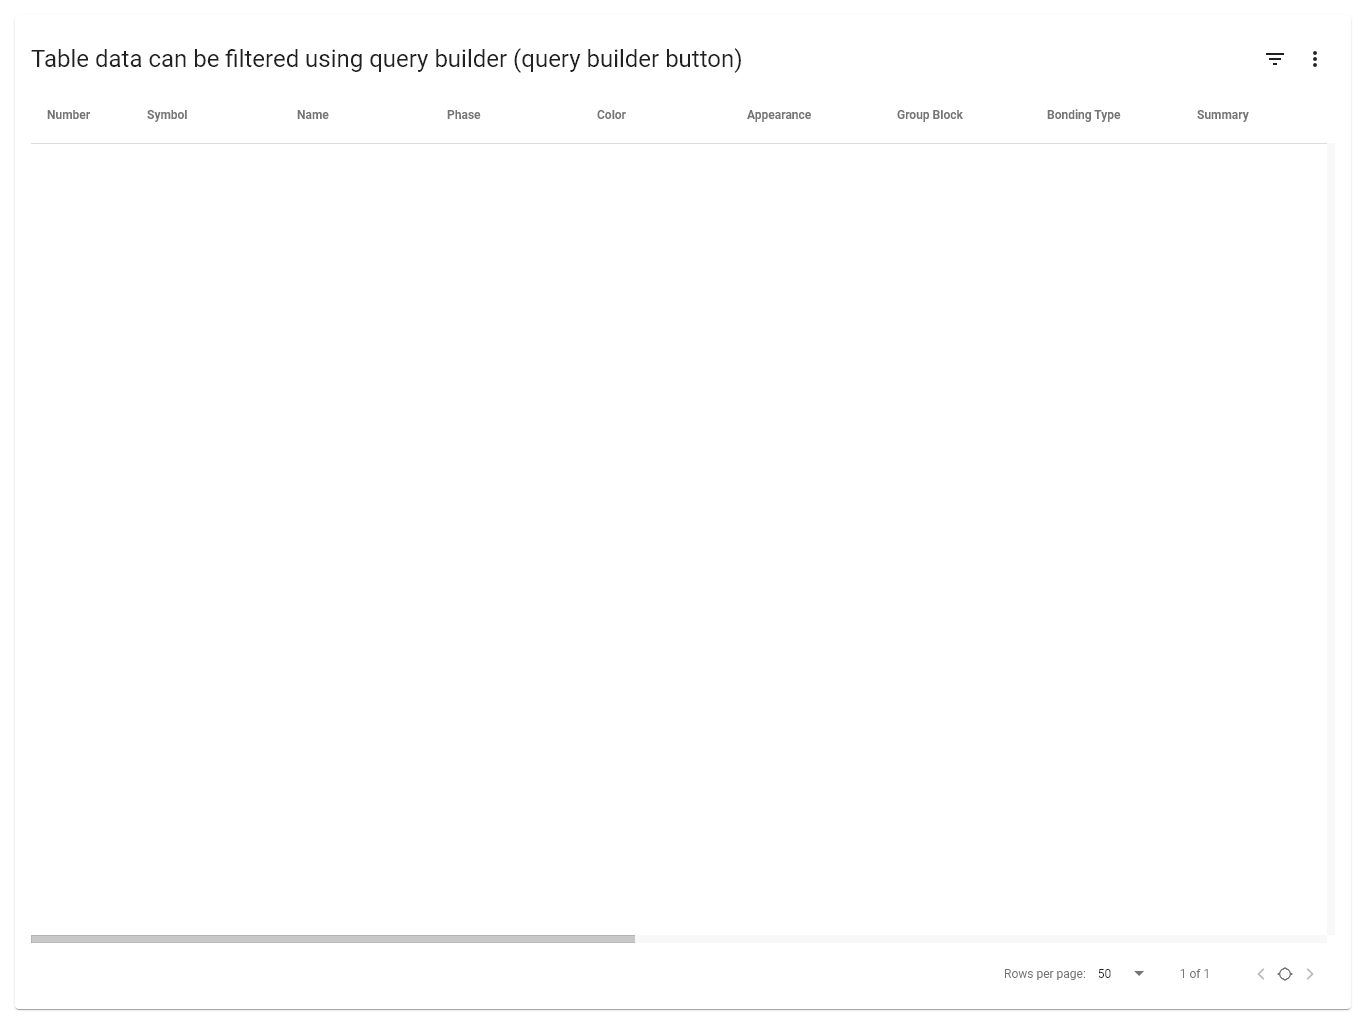 Table data can be filtered using query builder (query builder button)
Number Symbol Name Phase Color Appearance Group Block Bonding Type Summary
Rows per page: 50 1 of 1